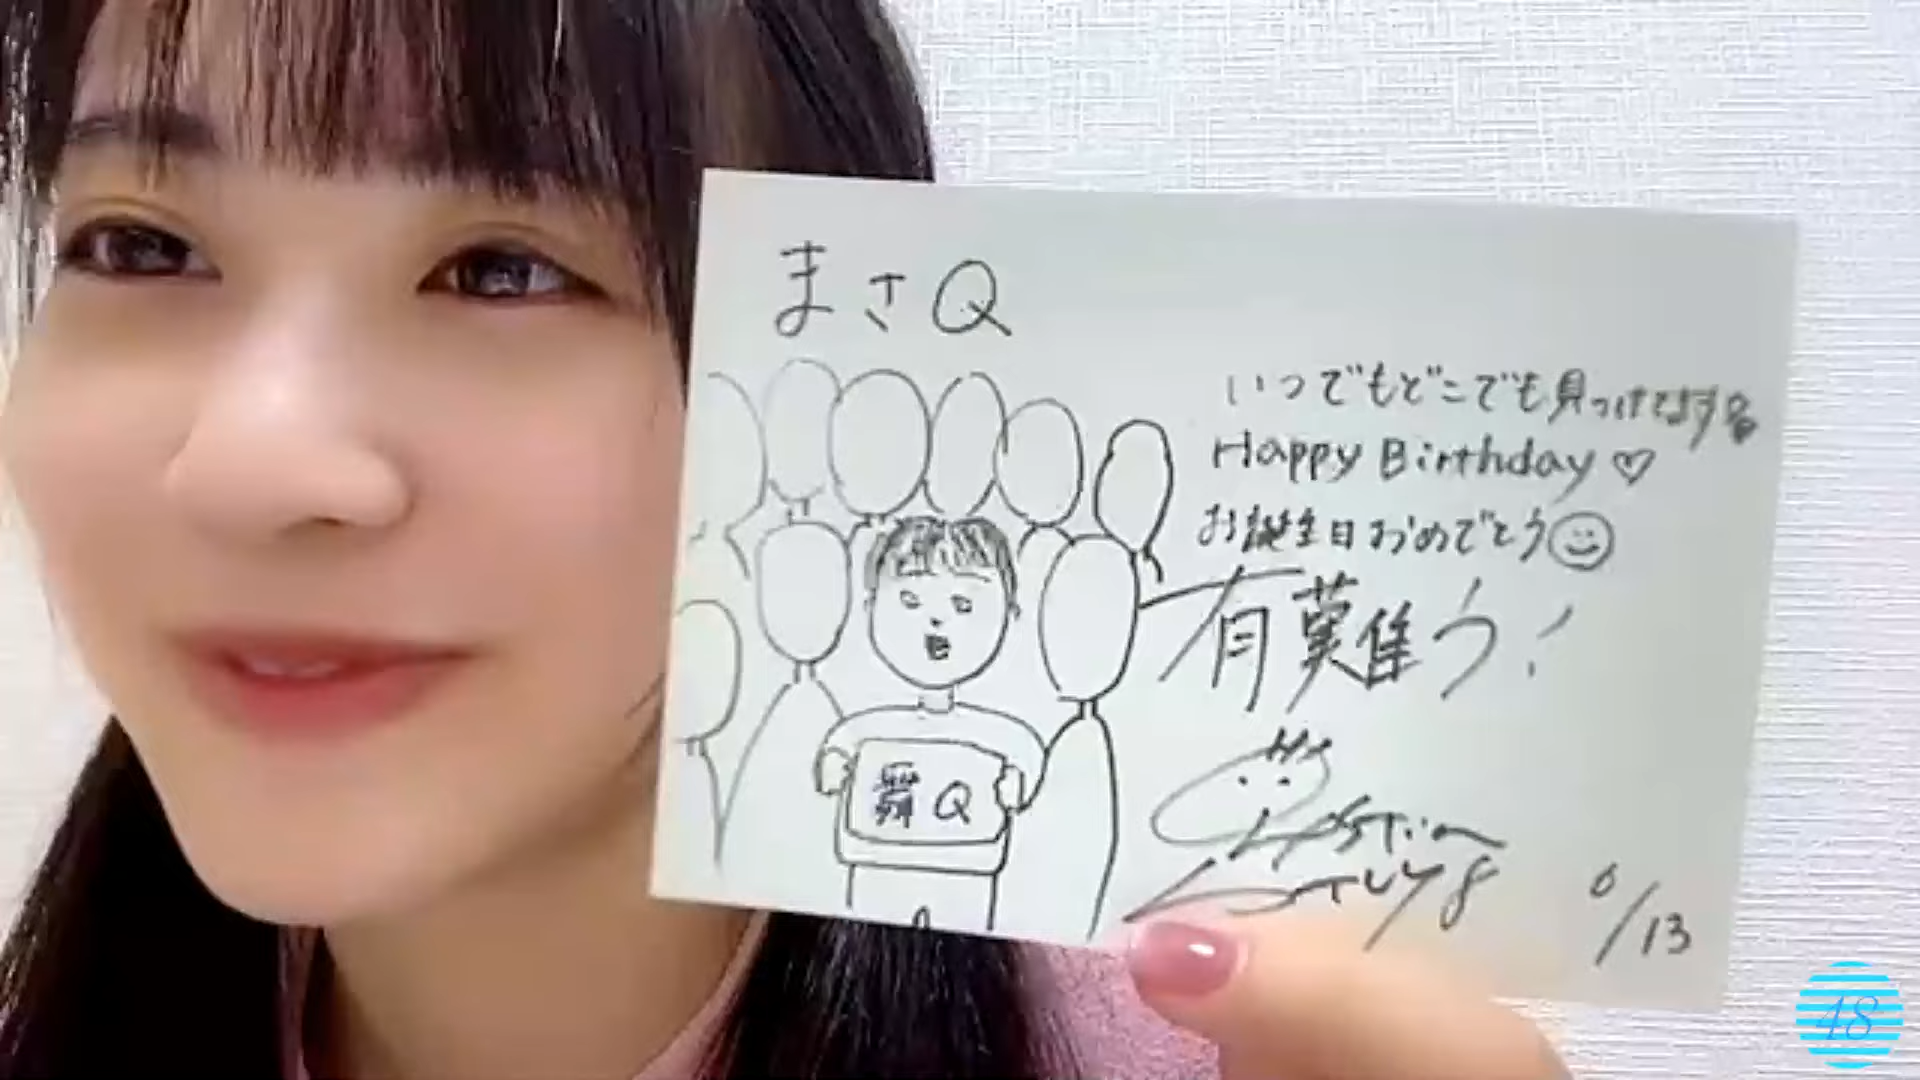 まさQ
いつでもどこでも見つけてます
Happy Birthday♡
お誕生日おめでとう
有難う!
舞Q
6/13
48